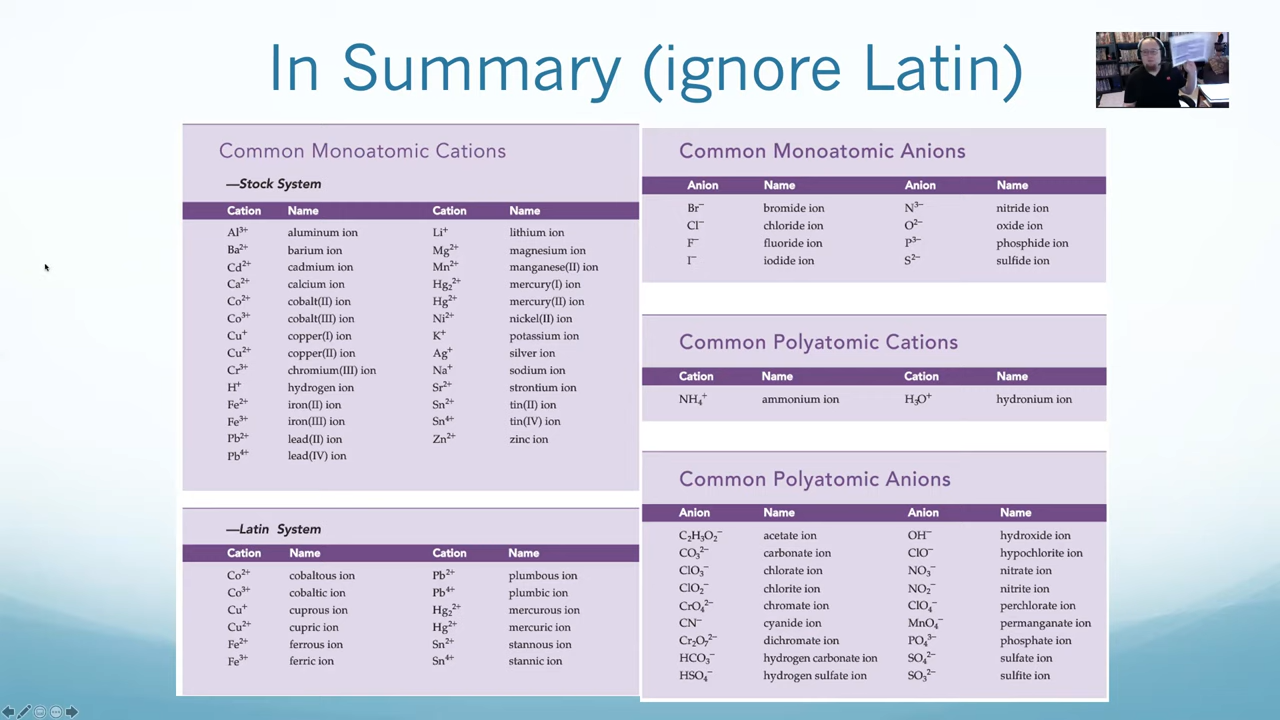 In Summary (ignore Latin)
Common Monoatomic Cations
—Stock System
Cation Name Cation Name
Al³⁺ aluminum ion Li⁺ lithium ion
Ba²⁺ barium ion Mg²⁺ magnesium ion
Cd²⁺ cadmium ion Mn²⁺ manganese(II) ion
Ca²⁺ calcium ion Hg₂²⁺ mercury(I) ion
Co²⁺ cobalt(II) ion Hg²⁺ mercury(II) ion
Co³⁺ cobalt(III) ion Ni²⁺ nickel(II) ion
Cu⁺ copper(I) ion K⁺ potassium ion
Cu²⁺ copper(II) ion Ag⁺ silver ion
Cr³⁺ chromium(III) ion Na⁺ sodium ion
H⁺ hydrogen ion Sr²⁺ strontium ion
Fe²⁺ iron(II) ion Sn²⁺ tin(II) ion
Fe³⁺ iron(III) ion Sn⁴⁺ tin(IV) ion
Pb²⁺ lead(II) ion Zn²⁺ zinc ion
Pb⁴⁺ lead(IV) ion
—Latin System
Cation Name Cation Name
Co²⁺ cobaltous ion Pb²⁺ plumbous ion
Co³⁺ cobaltic ion Pb⁴⁺ plumbic ion
Cu⁺ cuprous ion Hg₂²⁺ mercurous ion
Cu²⁺ cupric ion Hg²⁺ mercuric ion
Fe²⁺ ferrous ion Sn²⁺ stannous ion
Fe³⁺ ferric ion Sn⁴⁺ stannic ion
Common Monoatomic Anions
Anion Name Anion Name
Br⁻ bromide ion N³⁻ nitride ion
Cl⁻ chloride ion O²⁻ oxide ion
F⁻ fluoride ion P³⁻ phosphide ion
I⁻ iodide ion S²⁻ sulfide ion
Common Polyatomic Cations
Cation Name Cation Name
NH₄⁺ ammonium ion H₃O⁺ hydronium ion
Common Polyatomic Anions
Anion Name Anion Name
C₂H₃O₂⁻ acetate ion OH⁻ hydroxide ion
CO₃²⁻ carbonate ion ClO⁻ hypochlorite ion
ClO₃⁻ chlorate ion NO₃⁻ nitrate ion
ClO₂⁻ chlorite ion NO₂⁻ nitrite ion
CrO₄²⁻ chromate ion ClO₄⁻ perchlorate ion
CN⁻ cyanide ion MnO₄⁻ permanganate ion
Cr₂O₇²⁻ dichromate ion PO₄³⁻ phosphate ion
HCO₃⁻ hydrogen carbonate ion SO₄²⁻ sulfate ion
HSO₄⁻ hydrogen sulfate ion SO₃²⁻ sulfite ion